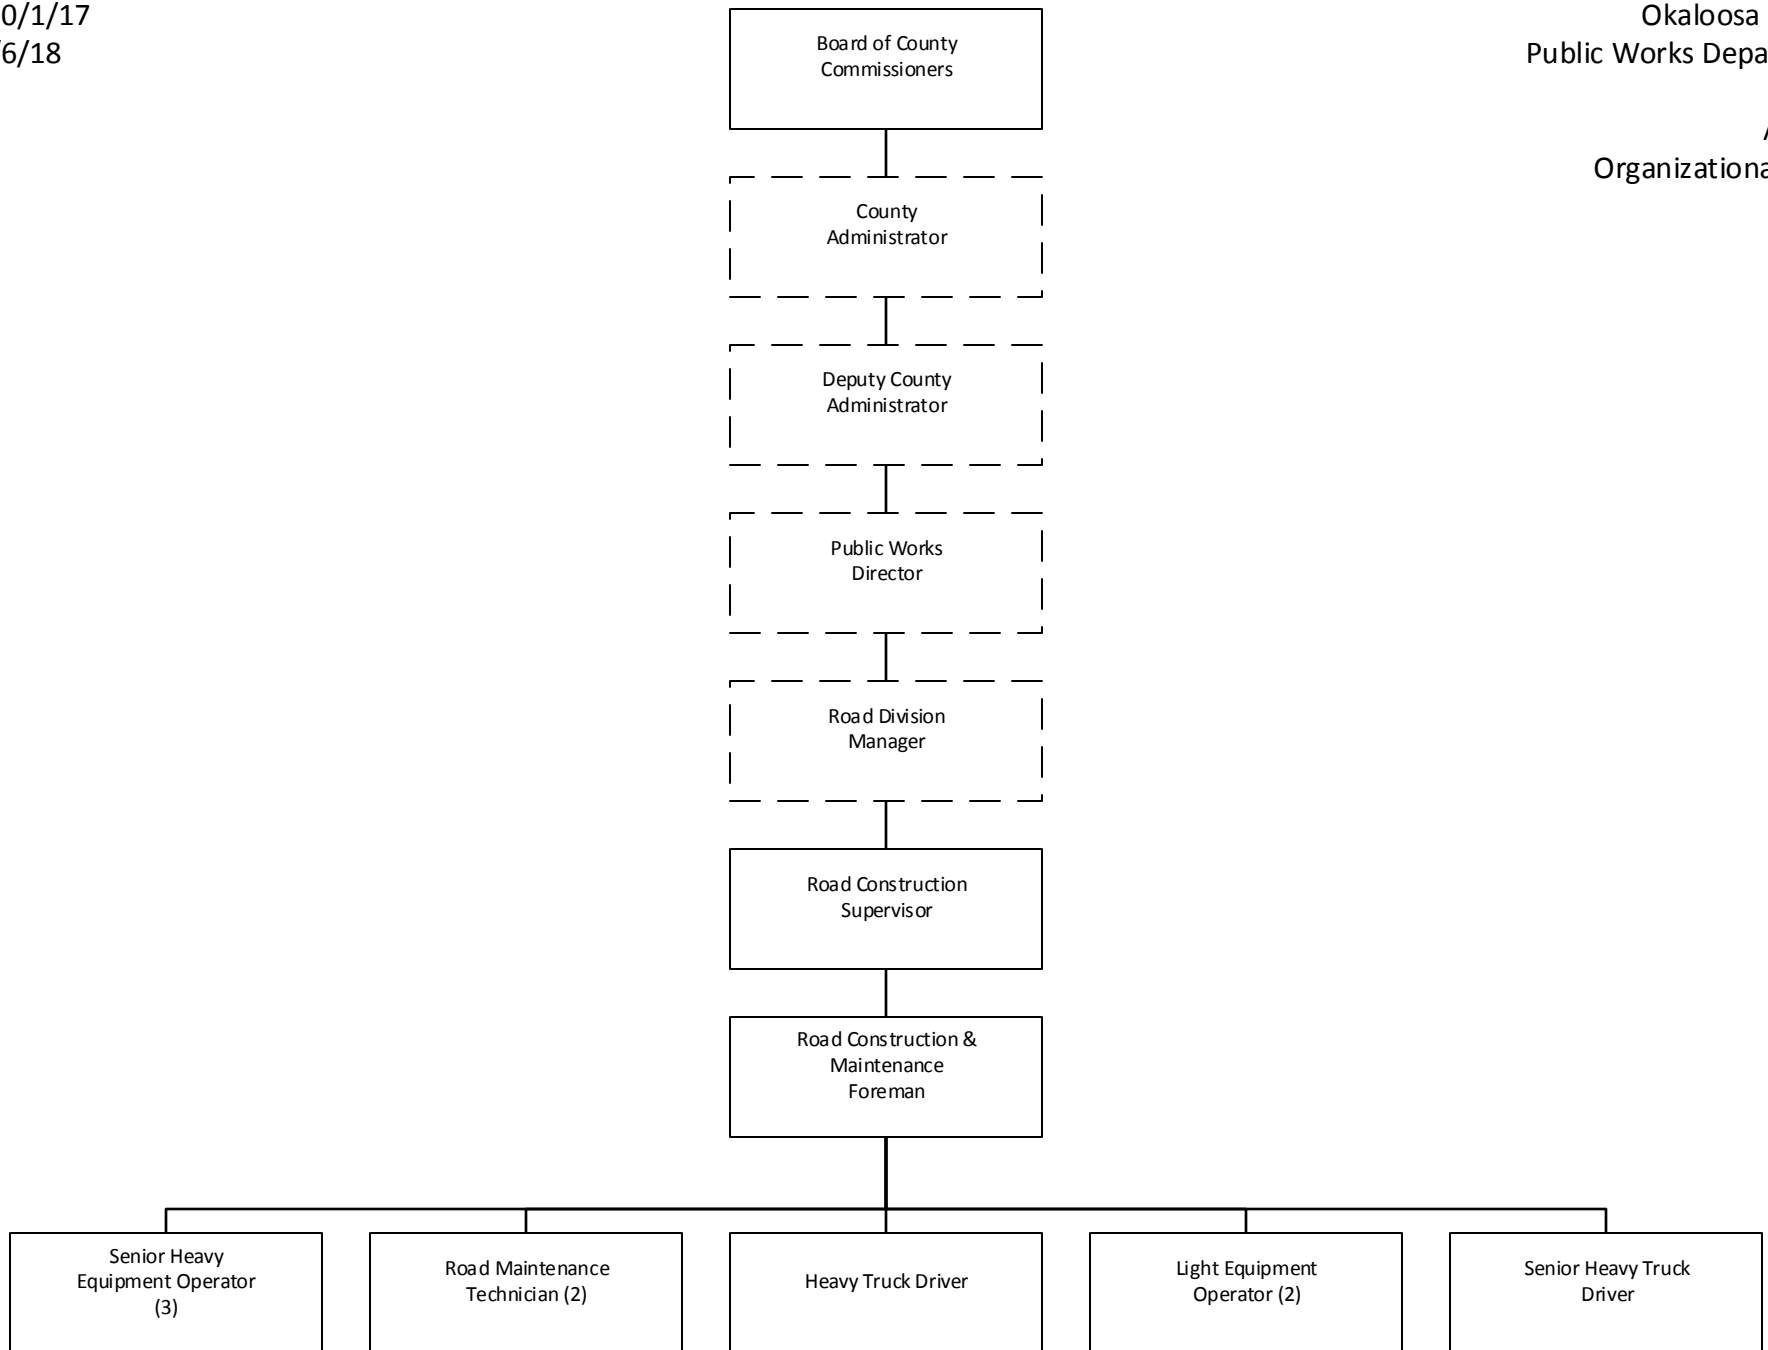 0/1/17
/6/18
Okaloosa
Public Works Depa
A
Organizationa
Board of County
Commissioners
County
Administrator
Deputy County
Administrator
Public Works
Director
Road Division
Manager
Road Construction
Supervisor
Road Construction &
Maintenance
Foreman
Senior Heavy
Equipment Operator
(3)
Road Maintenance
Technician (2)
Heavy Truck Driver
Light Equipment
Operator (2)
Senior Heavy Truck
Driver